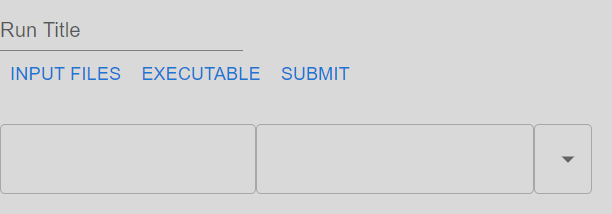 Run Title
INPUT FILES EXECUTABLE SUBMIT